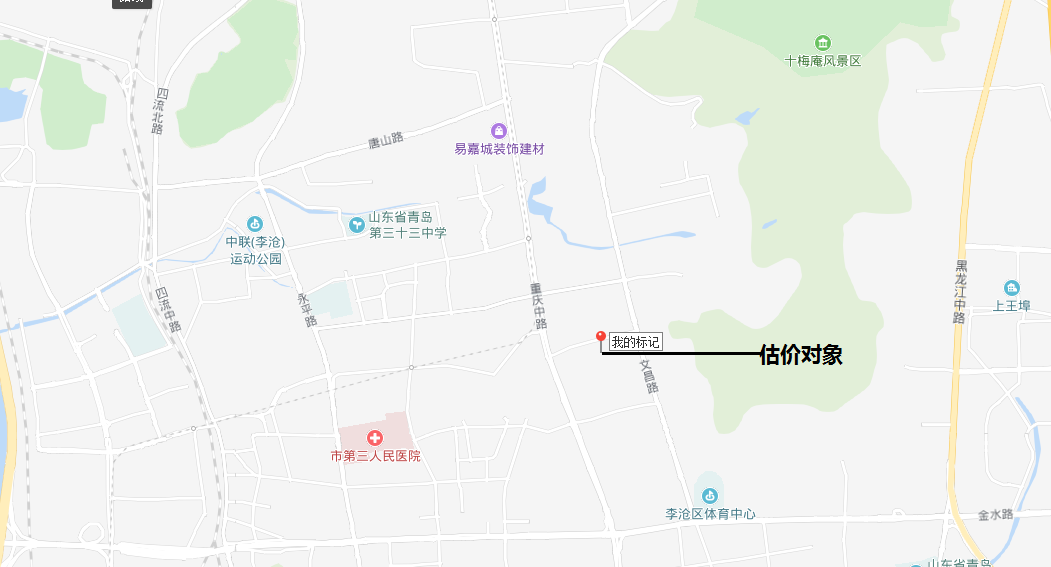 十梅庵风景区
四流北路
唐山路
易嘉城装饰建材
山东省青岛
第三十三中学
中联(李沧)
运动公园
黑龙江中路
上王埠
重庆中路
四流中路
永平路
我的标记
估价对象
文昌路
市第三人民医院
李沧区体育中心
金水路
山东省青岛